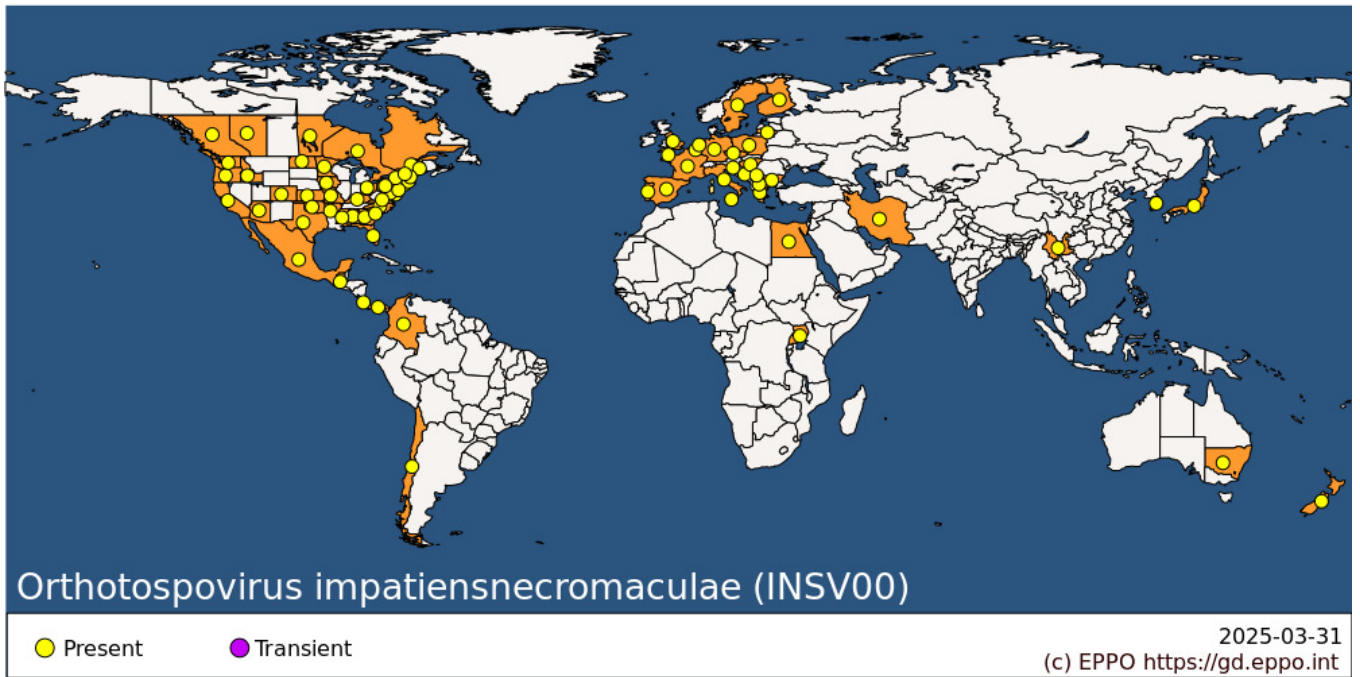 Orthotospovirus impatiensnecromaculae (INSV00)
Present
Transient
2025-03-31
(c) EPPO https://gd.eppo.int